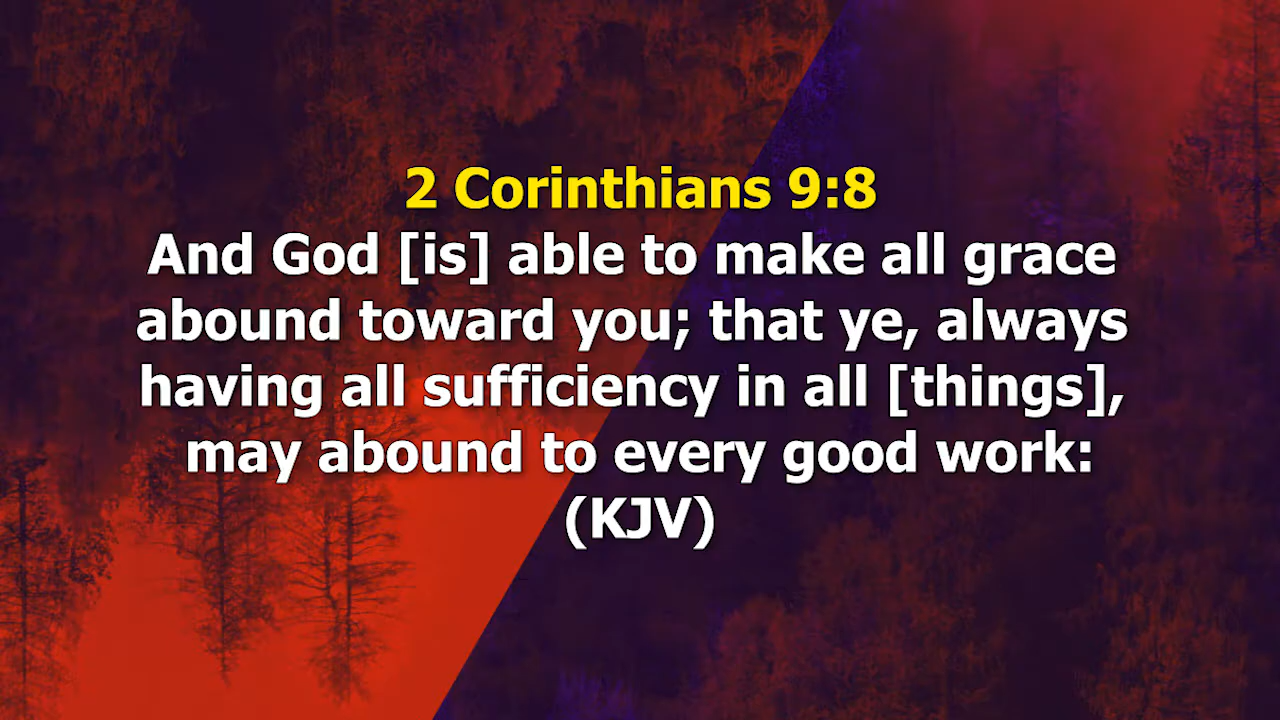 2 Corinthians 9:8
And God [is] able to make all grace
abound toward you; that ye, always
having all sufficiency in all [things],
may abound to every good work:
(KJV)